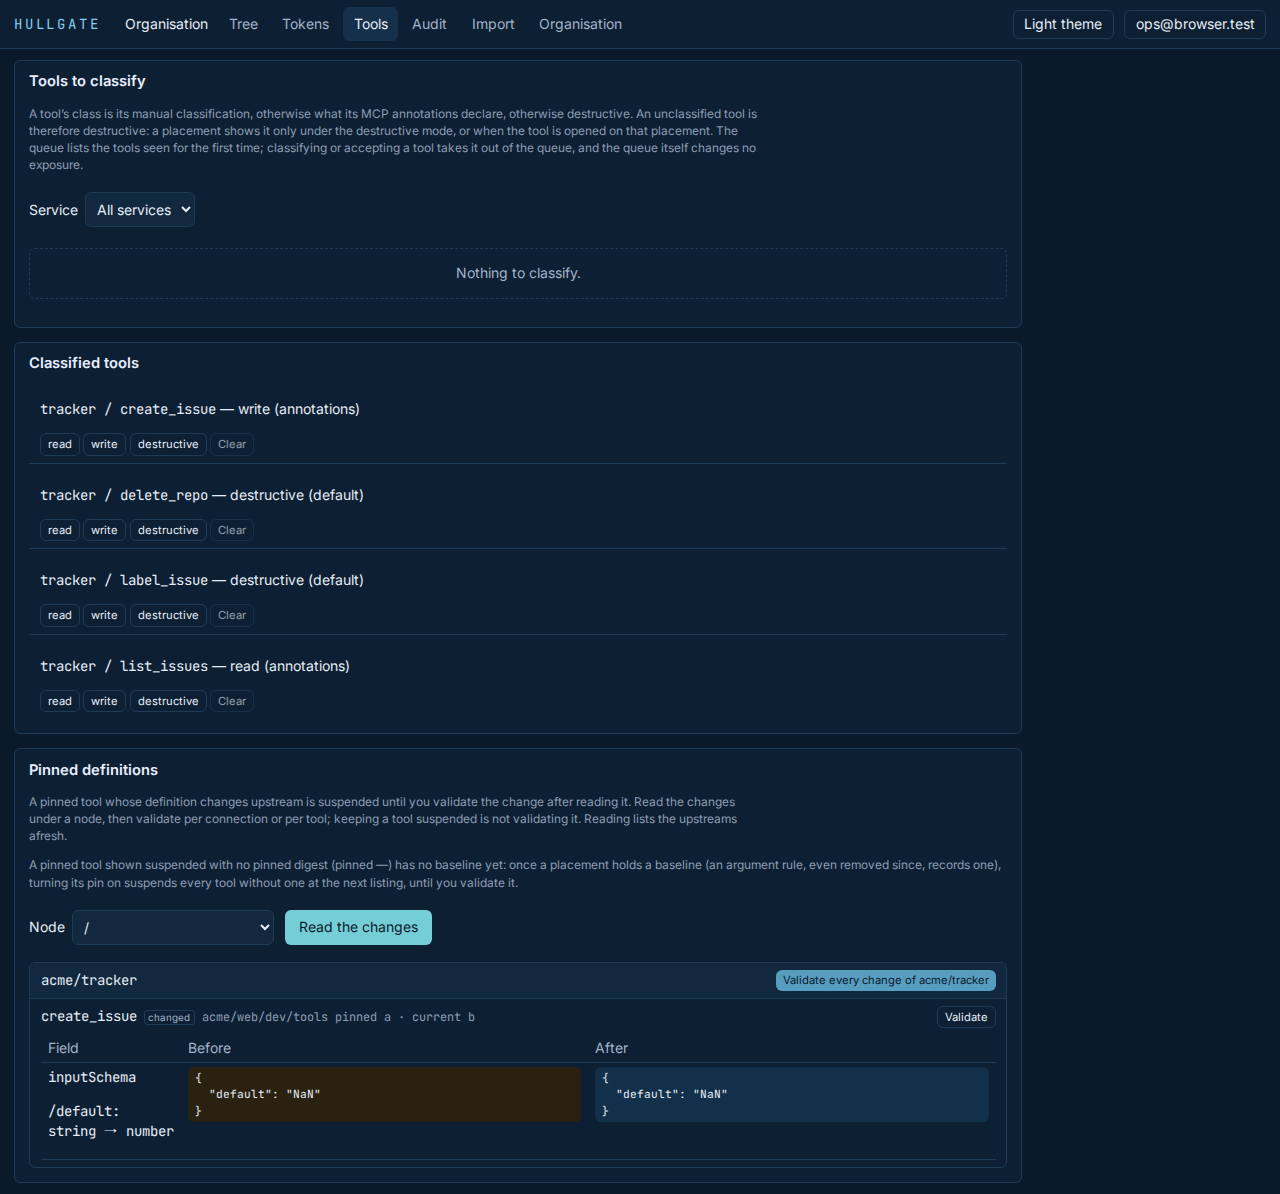 HULLGATE Organisation Tree Tokens Tools Audit Import Organisation Light theme ops@browser.test
Tools to classify
A tool's class is its manual classification, otherwise what its MCP annotations declare, otherwise destructive. An unclassified tool is
therefore destructive: a placement shows it only under the destructive mode, or when the tool is opened on that placement. The
queue lists the tools seen for the first time; classifying or accepting a tool takes it out of the queue, and the queue itself changes no
exposure.
Service All services
Nothing to classify.
Classified tools
tracker / create_issue — write (annotations)
read write destructive Clear
tracker / delete_repo — destructive (default)
read write destructive Clear
tracker / label_issue — destructive (default)
read write destructive Clear
tracker / list_issues — read (annotations)
read write destructive Clear
Pinned definitions
A pinned tool whose definition changes upstream is suspended until you validate the change after reading it. Read the changes
under a node, then validate per connection or per tool; keeping a tool suspended is not validating it. Reading lists the upstreams
afresh.
A pinned tool shown suspended with no pinned digest (pinned —) has no baseline yet: once a placement holds a baseline (an argument rule, even removed since, records one),
turning its pin on suspends every tool without one at the next listing, until you validate it.
Node / Read the changes
acme/tracker Validate every change of acme/tracker
create_issue changed acme/web/dev/tools pinned a · current b Validate
Field Before After
inputSchema { {
"default": "NaN" "default": "NaN"
/default: } }
string → number